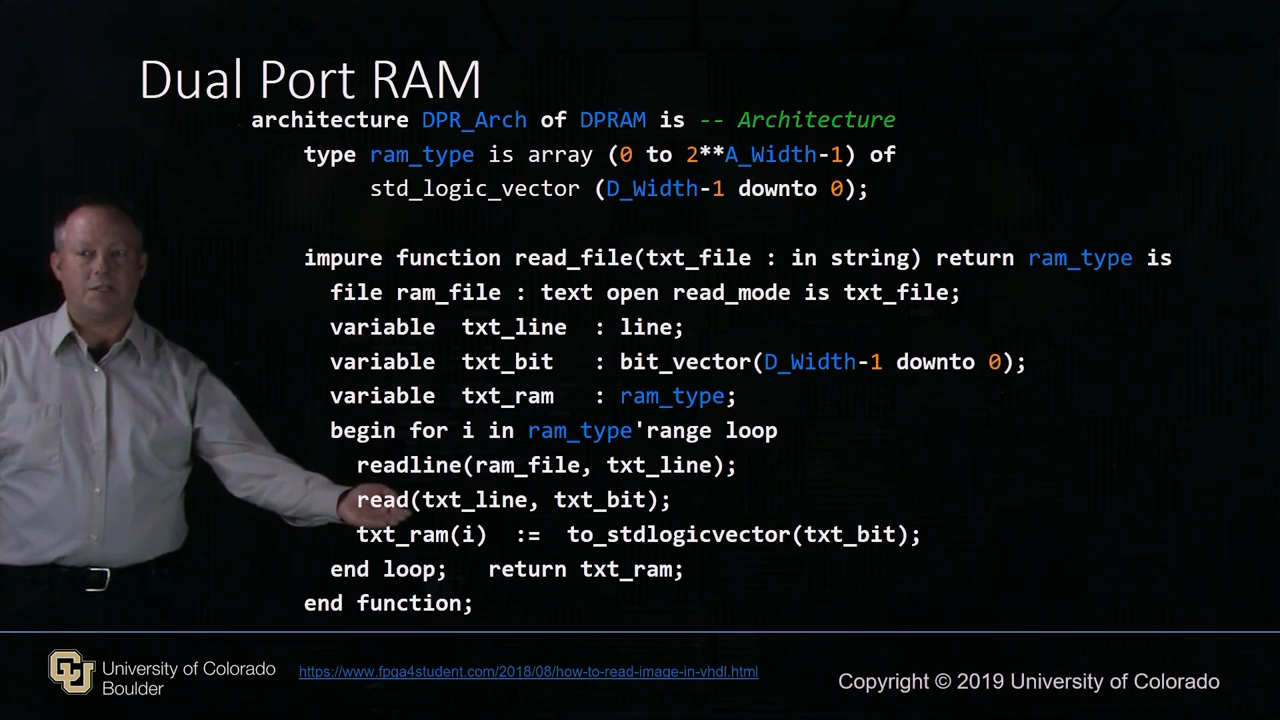 Dual Port RAM
architecture DPR_Arch of DPRAM is -- Architecture
type ram_type is array (0 to 2**A_Width-1) of
std_logic_vector (D_Width-1 downto 0);
impure function read_file(txt_file : in string) return ram_type is
file ram_file : text open read_mode is txt_file;
variable txt_line : line;
variable txt_bit : bit_vector(D_Width-1 downto 0);
variable txt_ram : ram_type;
begin for i in ram_type'range loop
readline(ram_file, txt_line);
read(txt_line, txt_bit);
txt_ram(i) := to_stdlogicvector(txt_bit);
end loop; return txt_ram;
end function;
CU University of Colorado
Boulder
https://www.fpga4student.com/2018/08/how-to-read-image-in-vhdl.html
Copyright © 2019 University of Colorado